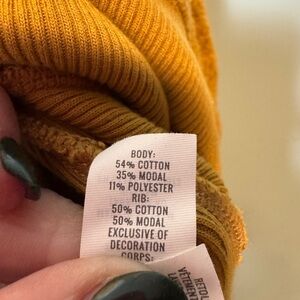 BODY:
54% COTTON
35% MODAL
11% POLYESTER
RIB:
50% COTTON
50% MODAL
EXCLUSIVE OF
DECORATION
CORPS: